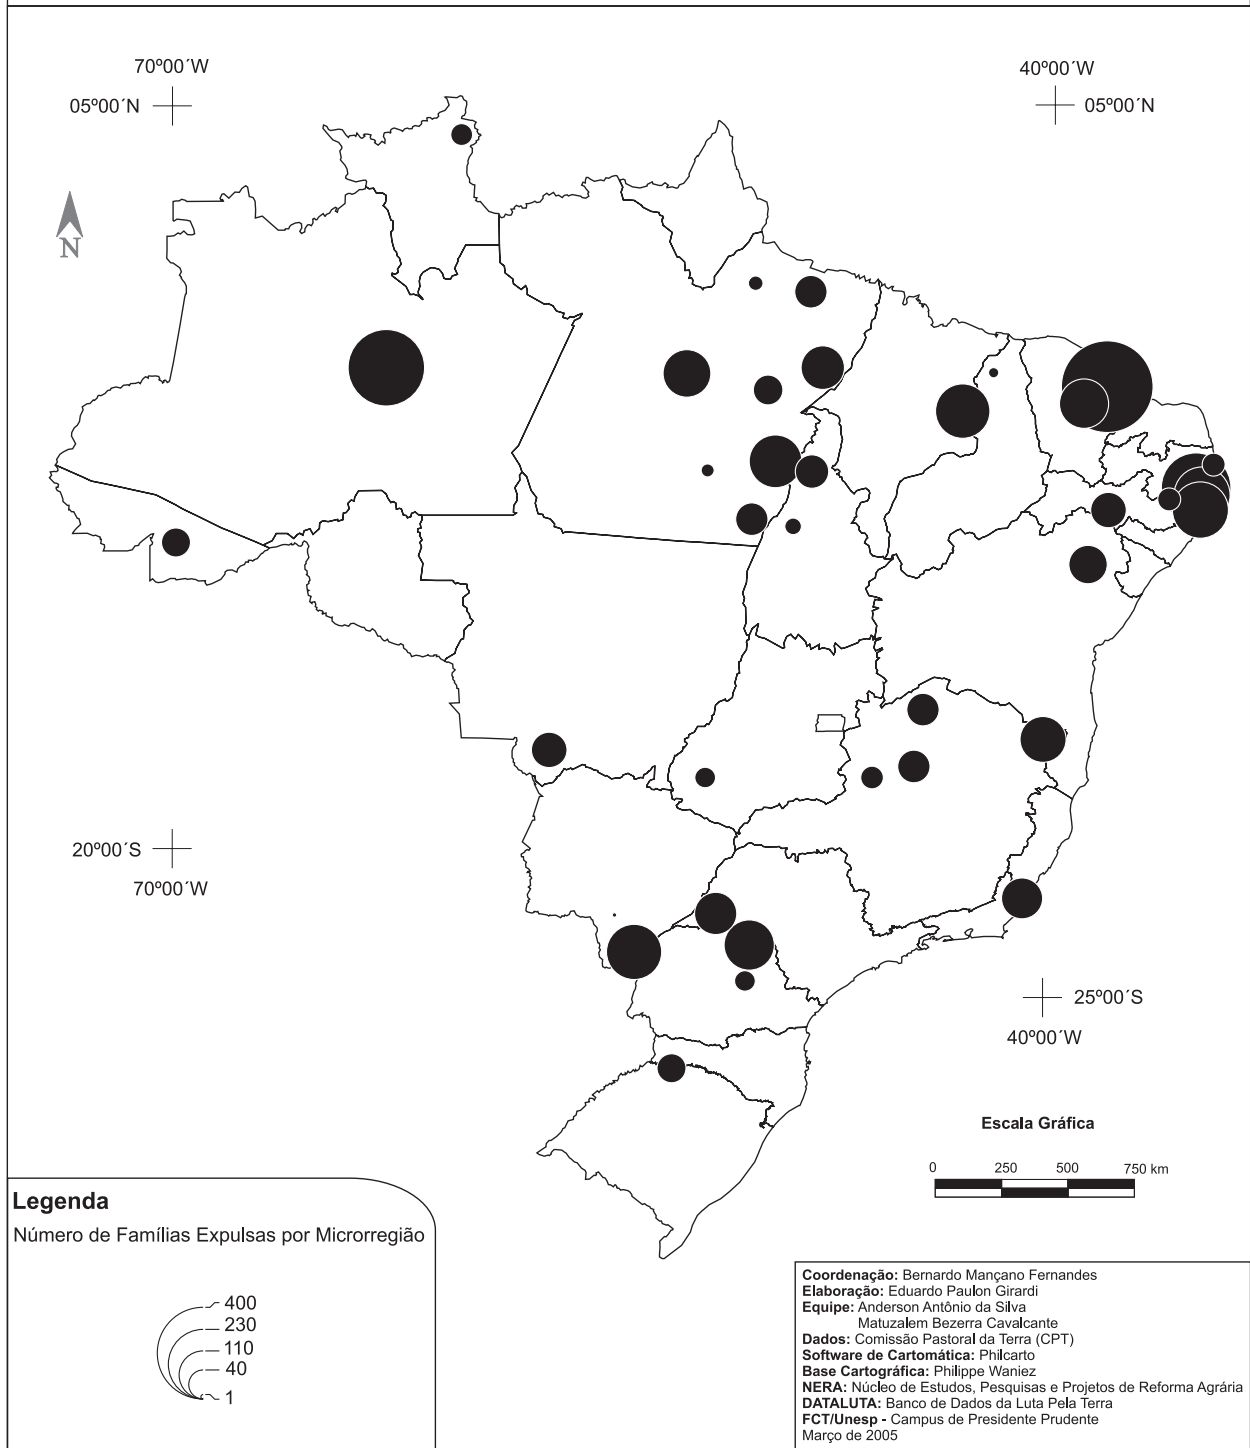 70º00´W
40º00´W
05º00´N
05º00´N
N
20º00´S
70º00´W
25º00´S
40º00´W
Escala Gráfica
0 250 500 750 km
Legenda
Número de Famílias Expulsas por Microrregião
400
230
110
40
1
Coordenação: Bernardo Mançano Fernandes
Elaboração: Eduardo Paulon Girardi
Equipe: Anderson Antônio da Silva
Matuzalem Bezerra Cavalcante
Dados: Comissão Pastoral da Terra (CPT)
Software de Cartomática: Philcarto
Base Cartográfica: Philippe Waniez
NERA: Núcleo de Estudos, Pesquisas e Projetos de Reforma Agrária
DATALUTA: Banco de Dados da Luta Pela Terra
FCT/Unesp - Campus de Presidente Prudente
Março de 2005